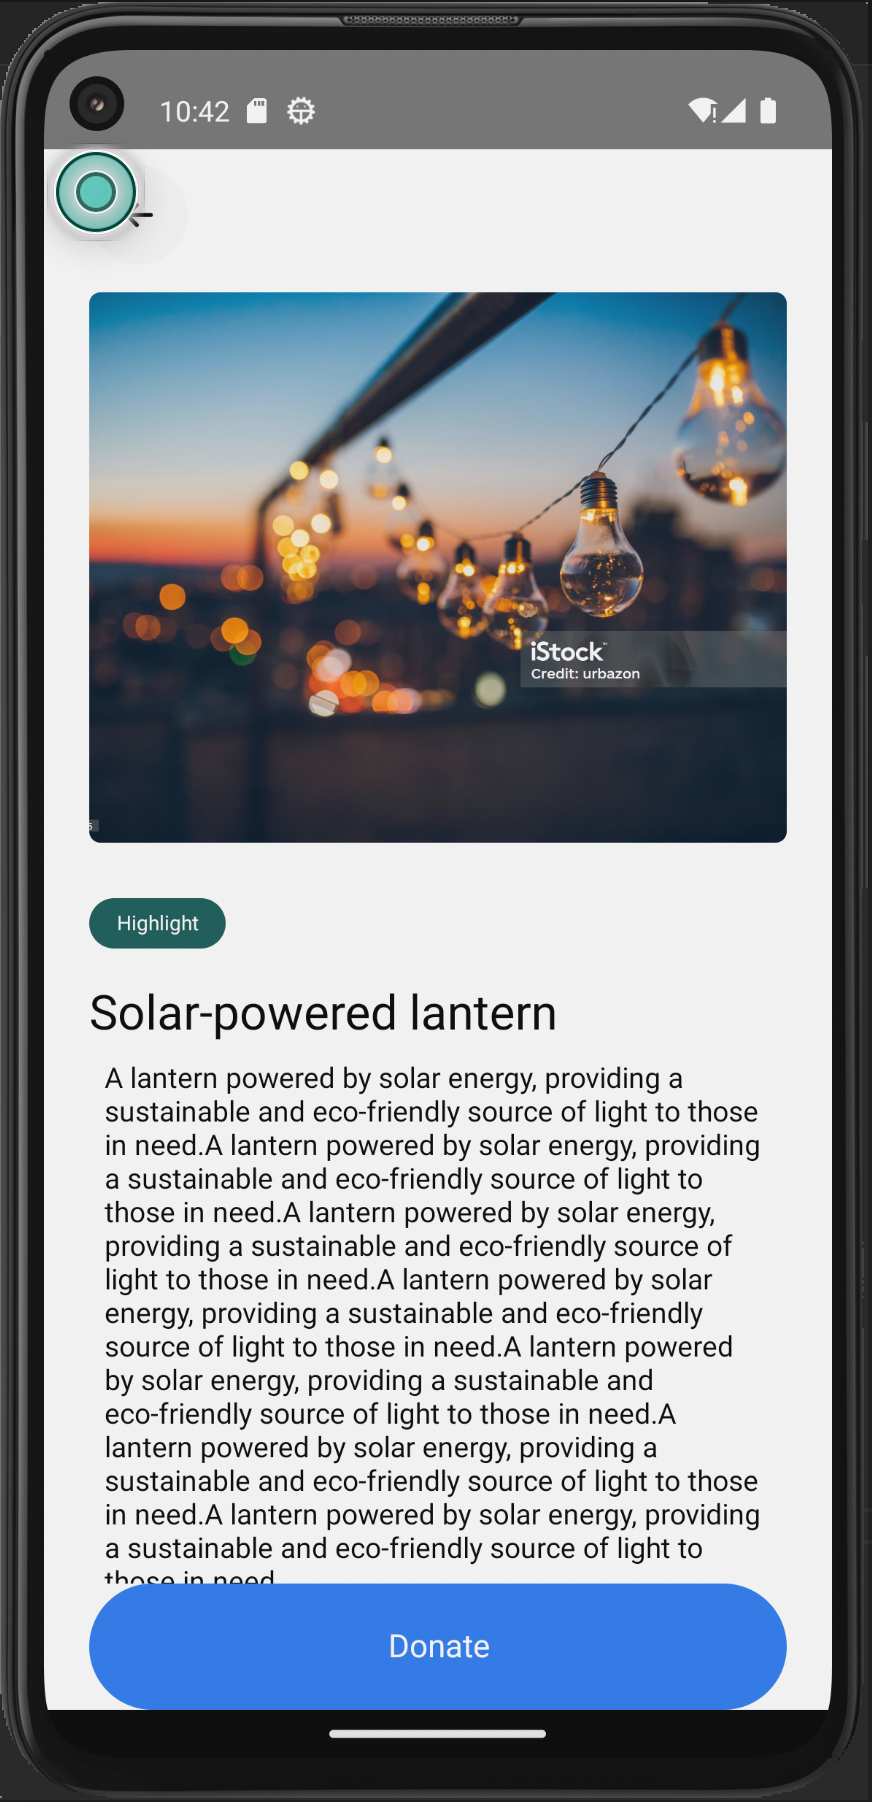 10:42
iStock
Credit: urbazon
Highlight
Solar-powered lantern
A lantern powered by solar energy, providing a
sustainable and eco-friendly source of light to those
in need.A lantern powered by solar energy, providing
a sustainable and eco-friendly source of light to
those in need.A lantern powered by solar energy,
providing a sustainable and eco-friendly source of
light to those in need.A lantern powered by solar
energy, providing a sustainable and eco-friendly
source of light to those in need.A lantern powered
by solar energy, providing a sustainable and
eco-friendly source of light to those in need.A
lantern powered by solar energy, providing a
sustainable and eco-friendly source of light to those
in need.A lantern powered by solar energy, providing
a sustainable and eco-friendly source of light to
those in need.
Donate